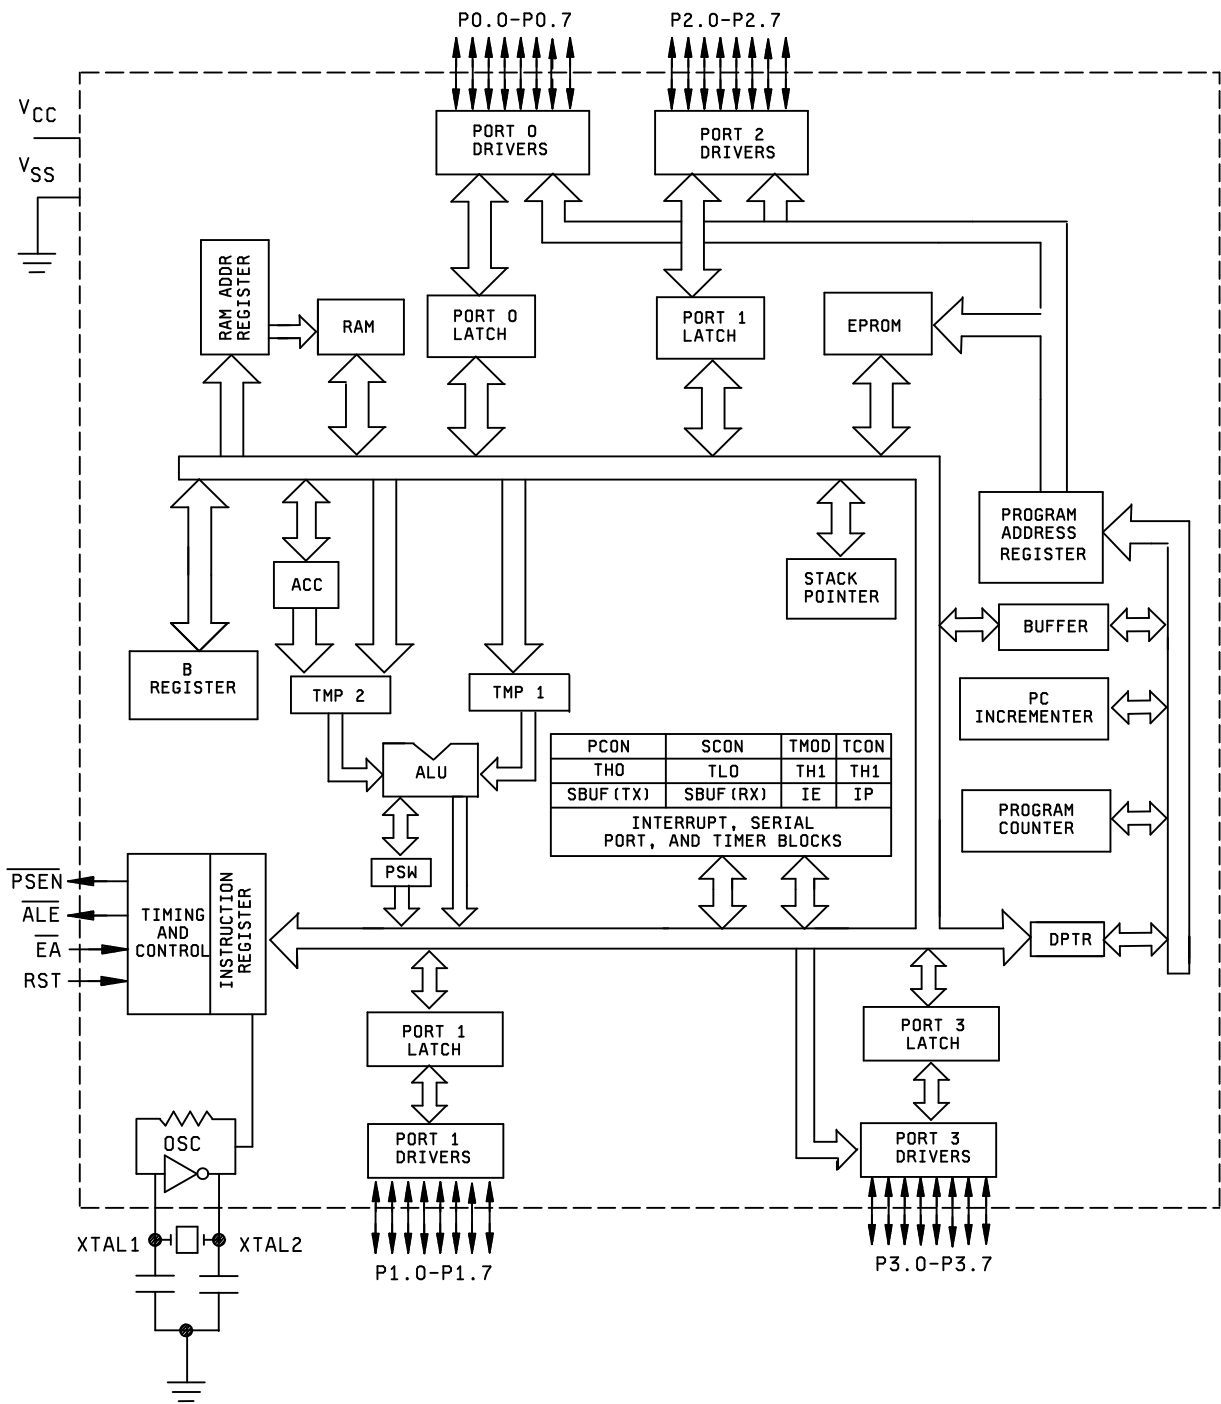 P0.0-P0.7
P2.0-P2.7
VCC
VSS
PORT 0
DRIVERS
PORT 2
DRIVERS
RAM ADDR
REGISTER
RAM
PORT 0
LATCH
PORT 1
LATCH
EPROM
PROGRAM
ADDRESS
REGISTER
ACC
STACK
POINTER
BUFFER
B
REGISTER
TMP 2
TMP 1
PC
INCREMENTER
PCON
SCON
TMOD
TCON
TH0
TL0
TH1
TH1
SBUF(TX)
SBUF(RX)
IE
IP
INTERRUPT, SERIAL
PORT, AND TIMER BLOCKS
ALU
PROGRAM
COUNTER
PSW
PSEN
ALE
EA
RST
TIMING
AND
CONTROL
INSTRUCTION
REGISTER
DPTR
PORT 1
LATCH
PORT 3
LATCH
OSC
PORT 1
DRIVERS
PORT 3
DRIVERS
XTAL1
XTAL2
P1.0-P1.7
P3.0-P3.7